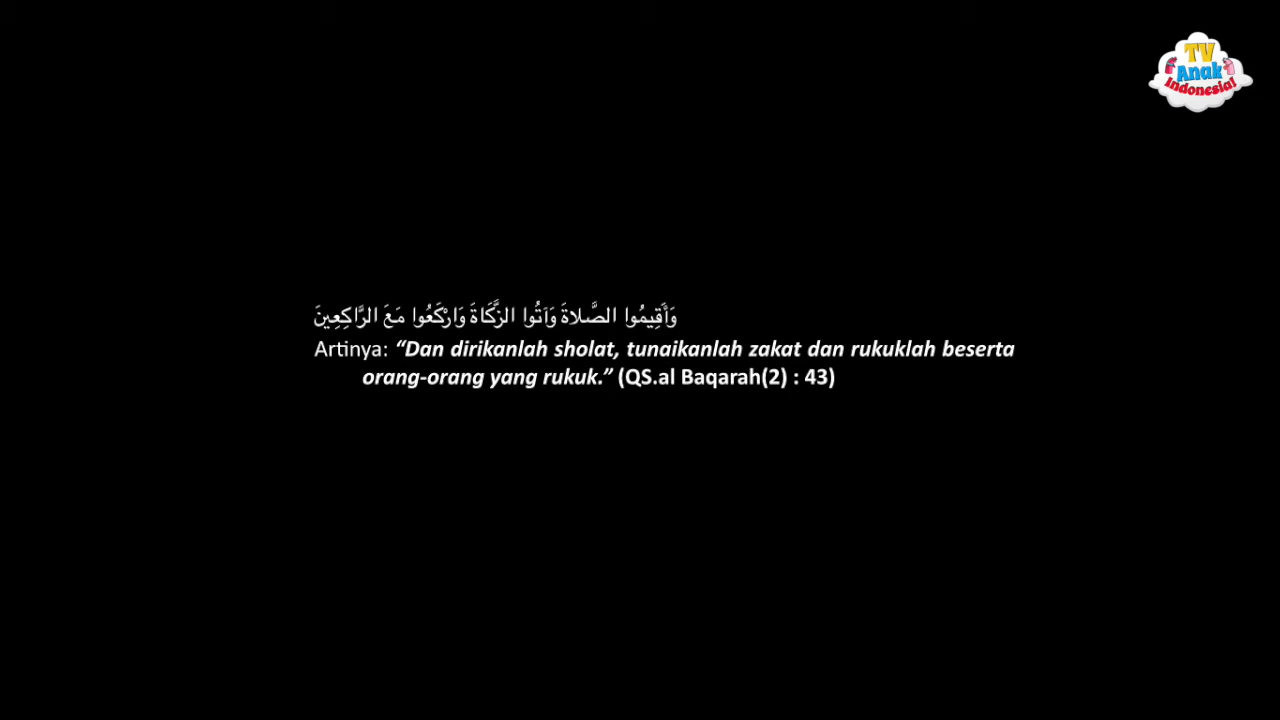 TV
Anak
Indonesia!
وَأَقِيمُوا الصَّلاةَ وَآتُوا الزَّكَاةَ وَارْكَعُوا مَعَ الرَّاكِعِينَ
Artinya: “Dan dirikanlah sholat, tunaikanlah zakat dan rukuklah beserta
orang-orang yang rukuk.” (QS.al Baqarah(2) : 43)